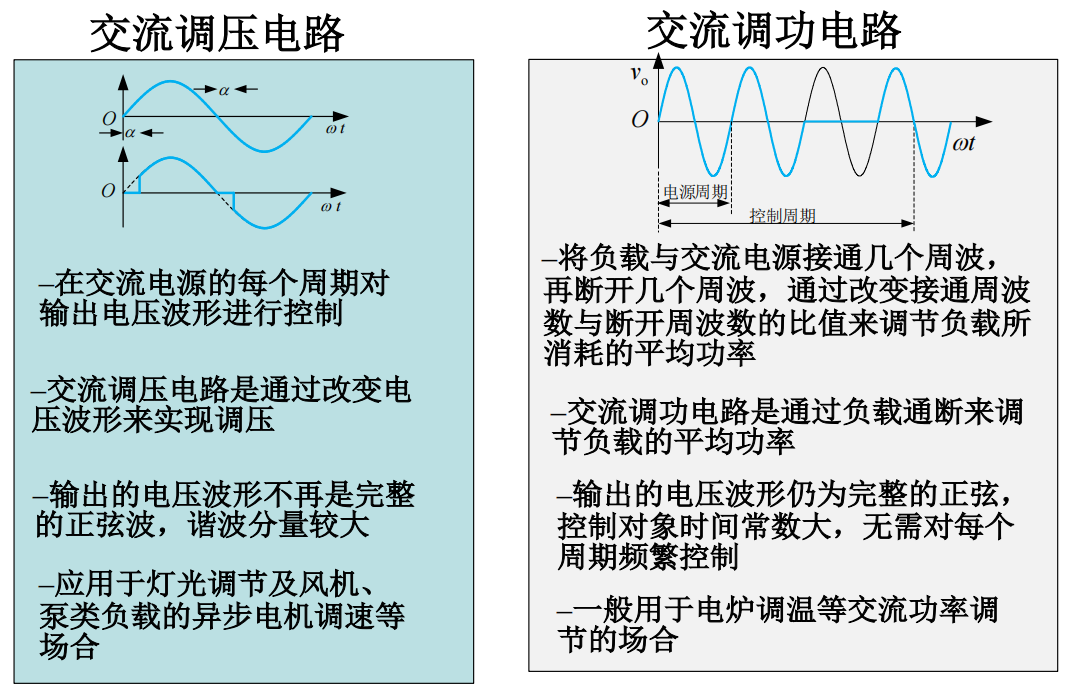 交流调压电路
α
O
α
ωt
O
ωt
–在交流电源的每个周期对
输出电压波形进行控制
–交流调压电路是通过改变电
压波形来实现调压
–输出的电压波形不再是完整
的正弦波，谐波分量较大
–应用于灯光调节及风机、
泵类负载的异步电机调速等
场合
交流调功电路
vo
O
ωt
电源周期
控制周期
–将负载与交流电源接通几个周波，
再断开几个周波，通过改变接通周波
数与断开周波数的比值来调节负载所
消耗的平均功率
–交流调功电路是通过负载通断来调
节负载的平均功率
–输出的电压波形仍为完整的正弦，
控制对象时间常数大，无需对每个
周期频繁控制
–一般用于电炉调温等交流功率调
节的场合